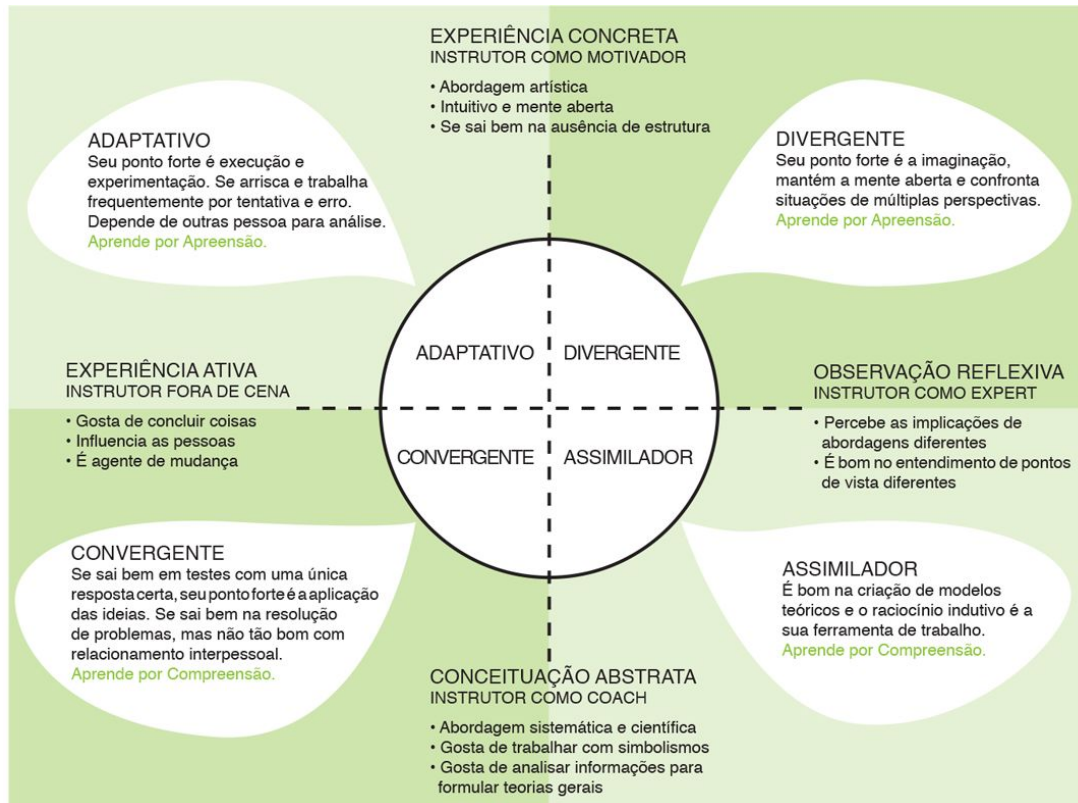 EXPERIÊNCIA CONCRETA
INSTRUTOR COMO MOTIVADOR
• Abordagem artística
• Intuitivo e mente aberta
• Se sai bem na ausência de estrutura
ADAPTATIVO
Seu ponto forte é execução e
experimentação. Se arrisca e trabalha
frequentemente por tentativa e erro.
Depende de outras pessoa para análise.
Aprende por Apreensão.
DIVERGENTE
Seu ponto forte é a imaginação,
mantém a mente aberta e confronta
situações de múltiplas perspectivas.
Aprende por Apreensão.
ADAPTATIVO
DIVERGENTE
EXPERIÊNCIA ATIVA
INSTRUTOR FORA DE CENA
• Gosta de concluir coisas
• Influencia as pessoas
• É agente de mudança
OBSERVAÇÃO REFLEXIVA
INSTRUTOR COMO EXPERT
• Percebe as implicações de
abordagens diferentes
• É bom no entendimento de pontos
de vista diferentes
CONVERGENTE
ASSIMILADOR
CONVERGENTE
Se sai bem em testes com uma única
resposta certa, seu ponto forte é a aplicação
das ideias. Se sai bem na resolução
de problemas, mas não tão bom com
relacionamento interpessoal.
Aprende por Compreensão.
ASSIMILADOR
É bom na criação de modelos
teóricos e o raciocínio indutivo é a
sua ferramenta de trabalho.
Aprende por Compreensão.
CONCEITUAÇÃO ABSTRATA
INSTRUTOR COMO COACH
• Abordagem sistemática e científica
• Gosta de trabalhar com simbolismos
• Gosta de analisar informações para
formular teorias gerais